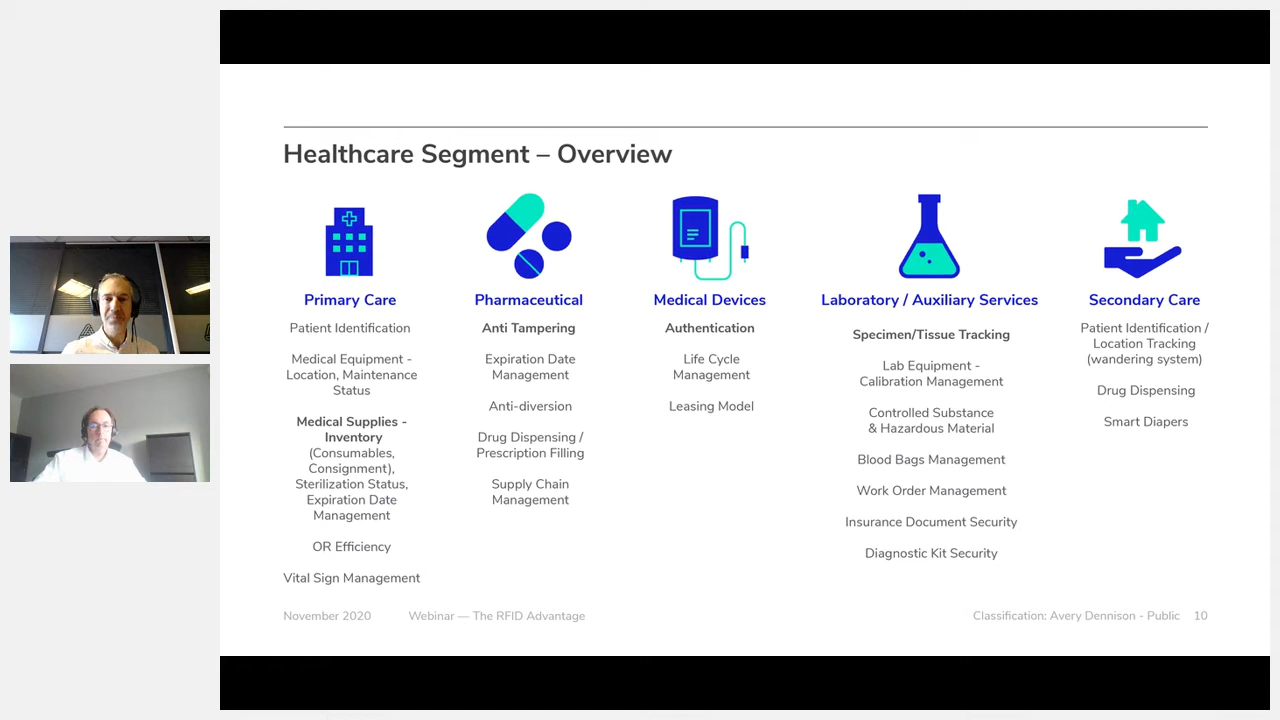 Healthcare Segment – Overview
Primary Care
Patient Identification
Medical Equipment -
Location, Maintenance
Status
Medical Supplies -
Inventory
(Consumables,
Consignment),
Sterilization Status,
Expiration Date
Management
OR Efficiency
Vital Sign Management
Pharmaceutical
Anti Tampering
Expiration Date
Management
Anti-diversion
Drug Dispensing /
Prescription Filling
Supply Chain
Management
Medical Devices
Authentication
Life Cycle
Management
Leasing Model
Laboratory / Auxiliary Services
Specimen/Tissue Tracking
Lab Equipment -
Calibration Management
Controlled Substance
& Hazardous Material
Blood Bags Management
Work Order Management
Insurance Document Security
Diagnostic Kit Security
Secondary Care
Patient Identification /
Location Tracking
(wandering system)
Drug Dispensing
Smart Diapers
November 2020 Webinar — The RFID Advantage Classification: Avery Dennison - Public 10